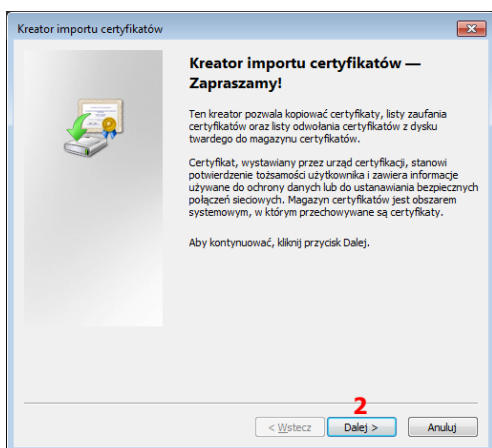 Kreator importu certyfikatów
Kreator importu certyfikatów —
Zapraszamy!
Ten kreator pozwala kopiować certyfikaty, listy zaufania
certyfikatów oraz listy odwołania certyfikatów z dysku
twardego do magazynu certyfikatów.
Certyfikat, wystawiany przez urząd certyfikacji, stanowi
potwierdzenie tożsamości użytkownika i zawiera informacje
używane do ochrony danych lub do ustanawiania bezpiecznych
połączeń sieciowych. Magazyn certyfikatów jest obszarem
systemowym, w którym przechowywane są certyfikaty.
Aby kontynuować, kliknij przycisk Dalej.
2
< Wstecz Dalej > Anuluj